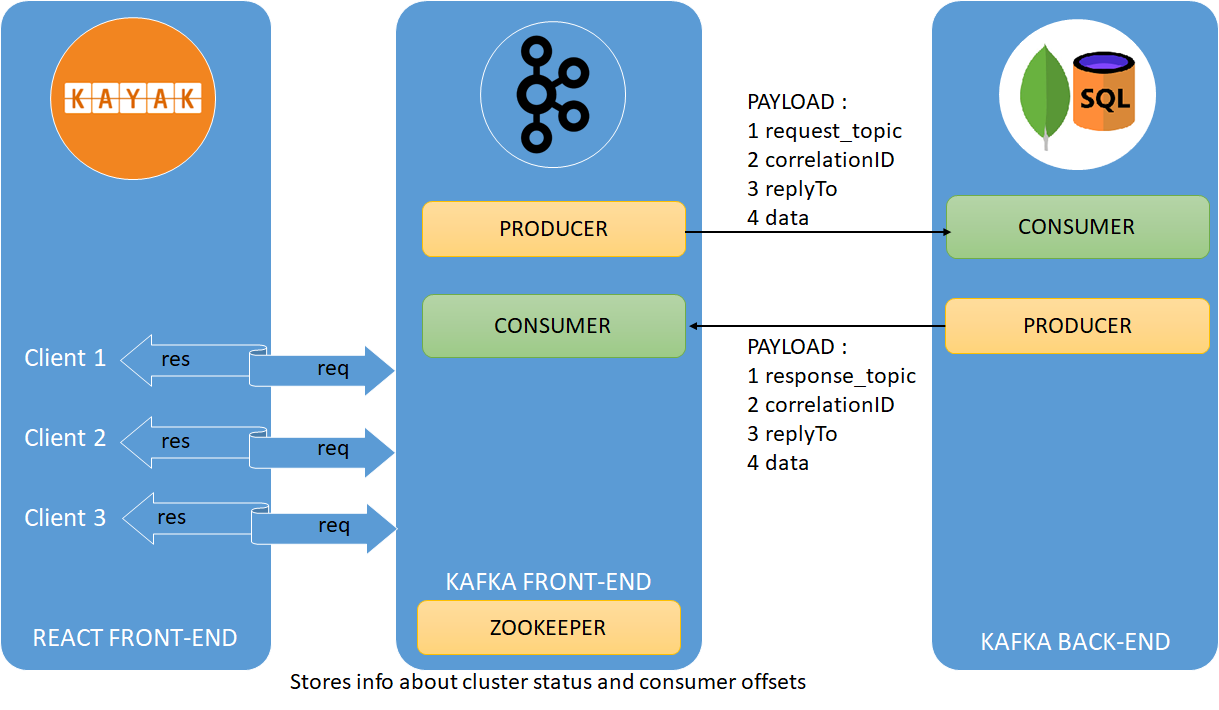 KAYAK
SQL
PAYLOAD :
1 request_topic
2 correlationID
3 replyTo
4 data
PRODUCER
CONSUMER
CONSUMER
PRODUCER
PAYLOAD :
1 response_topic
2 correlationID
3 replyTo
4 data
Client 1
res
req
Client 2
res
req
Client 3
res
req
KAFKA FRONT-END
ZOOKEEPER
REACT FRONT-END
KAFKA BACK-END
Stores info about cluster status and consumer offsets